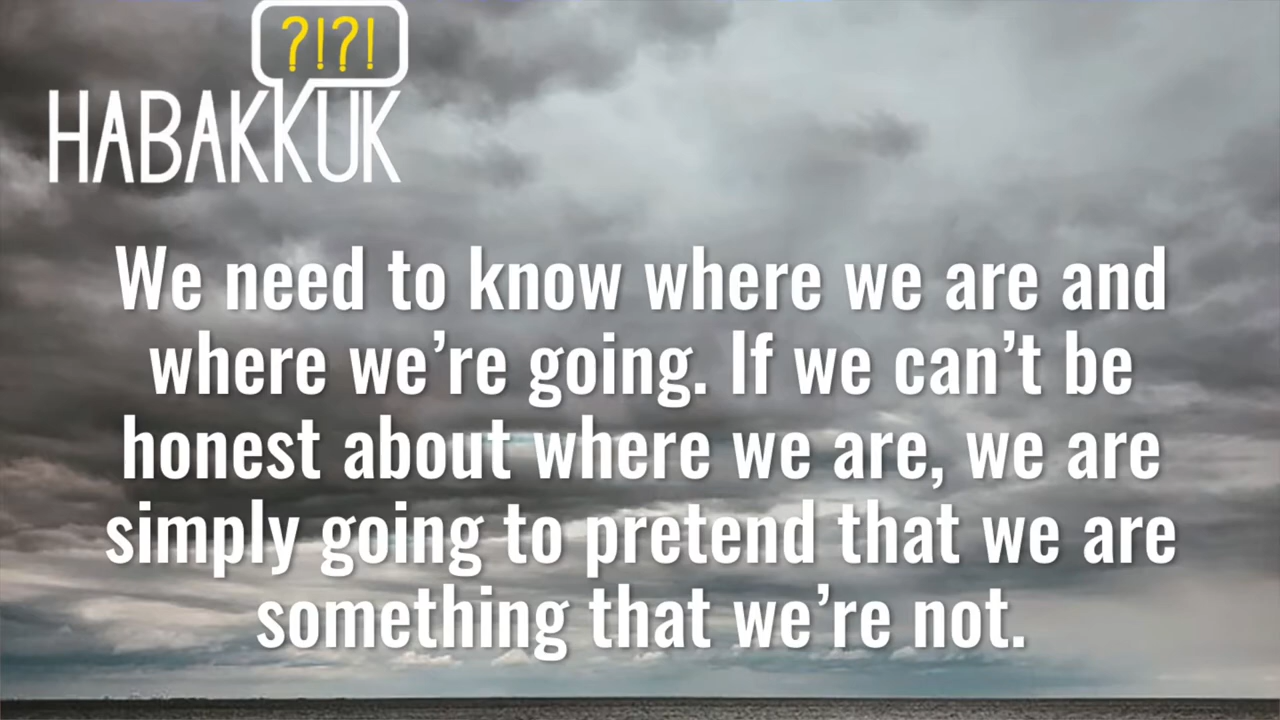 ?!?!
HABAKKUK
We need to know where we are and
where we’re going. If we can’t be
honest about where we are, we are
simply going to pretend that we are
something that we’re not.